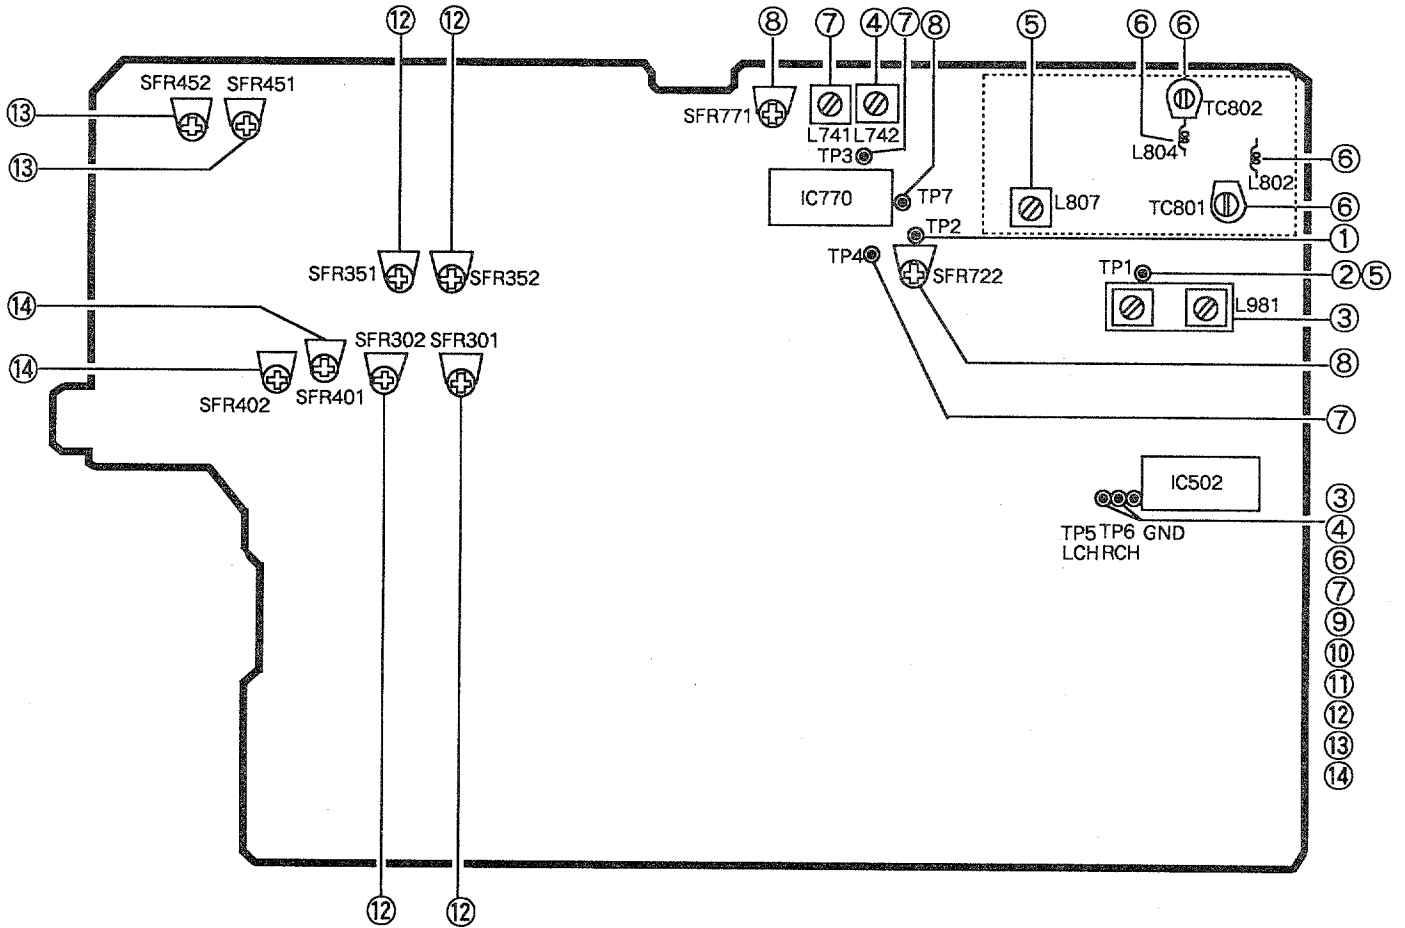 ⑫ ⑫ ⑧ ⑦ ④ ⑦ ⑧ ⑤ ⑥ ⑥
SFR452 SFR451
⑬
⑬
SFR771
L741 L742
TP3
TC802
L804
⑥
L802
IC770
TP7
L807
TC801
⑥
TP2
①
TP4
SFR351
SFR352
SFR722
TP1
② ⑤
L981
③
⑭
SFR302 SFR301
⑭
SFR402
SFR401
⑧
⑦
IC502
③
TP5 TP6 GND
LCH RCH
④
⑥
⑦
⑨
⑩
⑪
⑫
⑬
⑭
⑫ ⑫